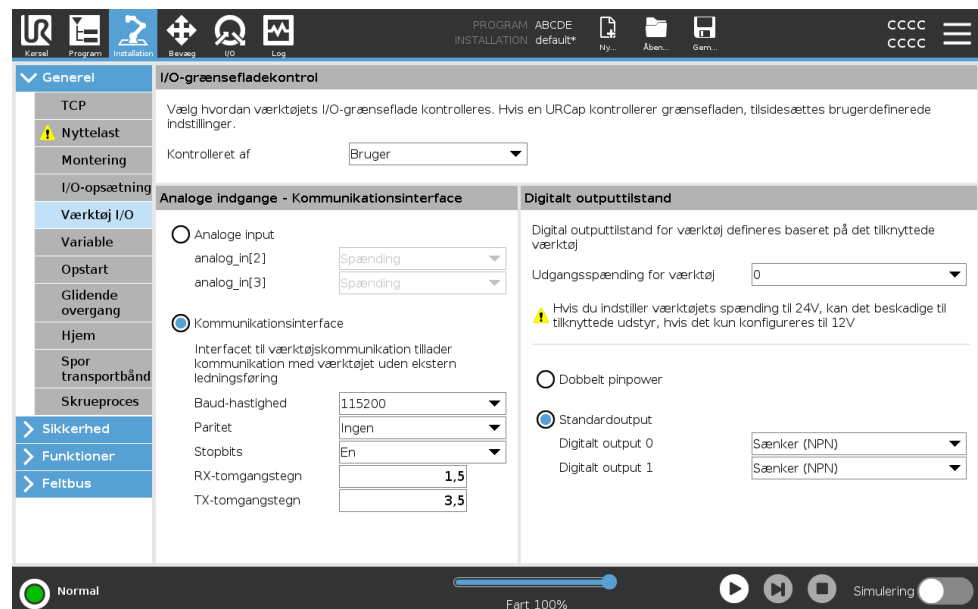 PROGRAM ABCDE
INSTALLATION default*
Kørsel
Program
Installation
Bevæg
I/O
Log
Ny...
Åben...
Gem...
CCCC
CCCC
Generel
TCP
Nyttelast
Montering
I/O-opsætning
Værktøj I/O
Variable
Opstart
Glidende
overgang
Hjem
Spor
transportbånd
Skrueproces
Sikkerhed
Funktioner
Feltbus
I/O-grænsefladekontrol
Vælg hvordan værktøjets I/O-grænseflade kontrolleres. Hvis en URCap kontrollerer grænsefladen, tilsidesættes brugerdefinerede
indstillinger.
Kontrolleret af Bruger
Analoge indgange - Kommunikationsinterface
Analoge input
analog_in[2] Spænding
analog_in[3] Spænding
Kommunikationsinterface
Interfacet til værktøjskommunikation tillader
kommunikation med værktøjet uden ekstern
ledningsføring
Baud-hastighed 115200
Paritet Ingen
Stopbits En
RX-tomgangstegn 1,5
TX-tomgangstegn 3,5
Digitalt outputtilstand
Digital outputtilstand for værktøj defineres baseret på det tilknyttede
værktøj
Udgangsspænding for værktøj 0
Hvis du indstiller værktøjets spænding til 24V, kan det beskadige til
tilknyttede udstyr, hvis det kun konfigureres til 12V
Dobbelt pinpower
Standardoutput
Digitalt output 0 Sænker (NPN)
Digitalt output 1 Sænker (NPN)
Normal
Fart 100%
Simulering